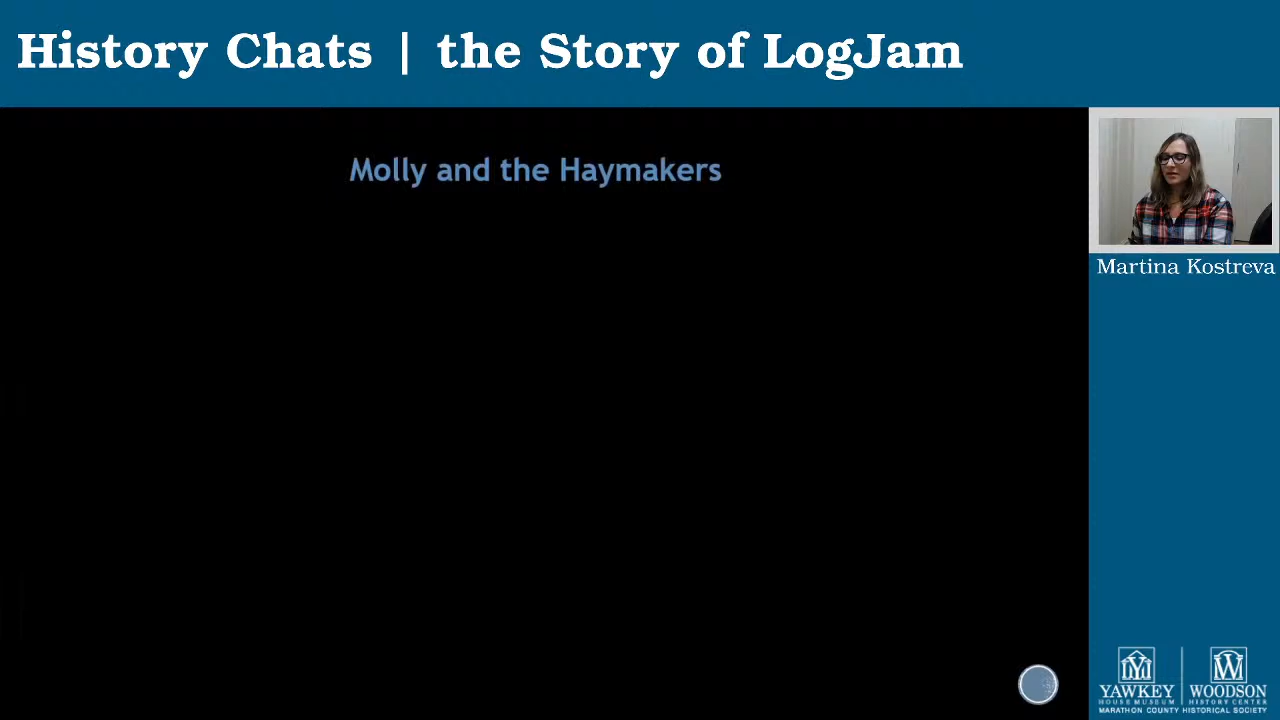 History Chats | the Story of LogJam
Molly and the Haymakers
Martina Kostreva
YAWKEY
HOUSE MUSEUM
WOODSON
HISTORY CENTER
MARATHON COUNTY HISTORICAL SOCIETY